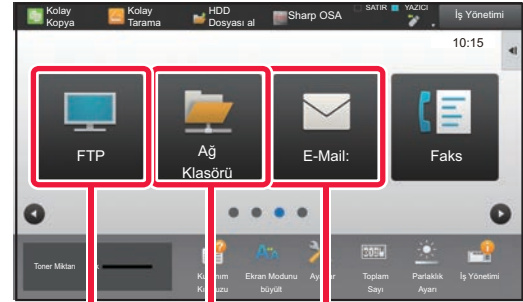 Kolay
Kopya
Kolay
Tarama
HDD
Dosyası al
Sharp OSA
SATIR
YAZICI
İş Yönetimi
10:15
FTP
Ağ
Klasörü
E-Mail:
Faks
Toner Miktarı
Ekran Modunu
büyült
Toplam
Sayı
Parlaklık
Ayarı
İş Yönetimi